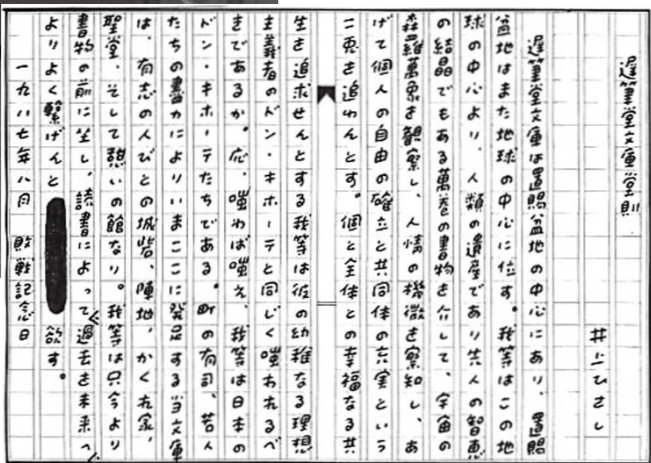 遅筆堂文庫堂則
井上ひさし
遅筆堂文庫は置賜盆地の中心にあり、置賜
盆地はまた地球の中心に位す。我等はこの地
球の中心より、人類の遺産であり先人の智恵
の結晶でもある萬巻の書物を介して、宇宙の
森羅萬象を観察し、人情の機微を察知し、あ
げて個人の自由の確立と共同体の充実という
二兎を追わんとす。個と全体との幸福なる共
生を追求せんとする我等は彼の幼稚なる理想
主義者のドン・キホーテと同じく嗤われるべ
きであるか。応、嗤わば嗤え、我等は日本の
ドン・キホーテたちである。町の有司、若人
たちの盡力によりいまここに発足する当文庫
は、有志の人びとの城砦、陣地、かくれ家、
聖堂、そして憩いの館なり。我等は只今より
書物の前に坐し、読書によって過去を未来へ
よりよく繋げんと欲す。
一九八七年八月 敗戦記念日